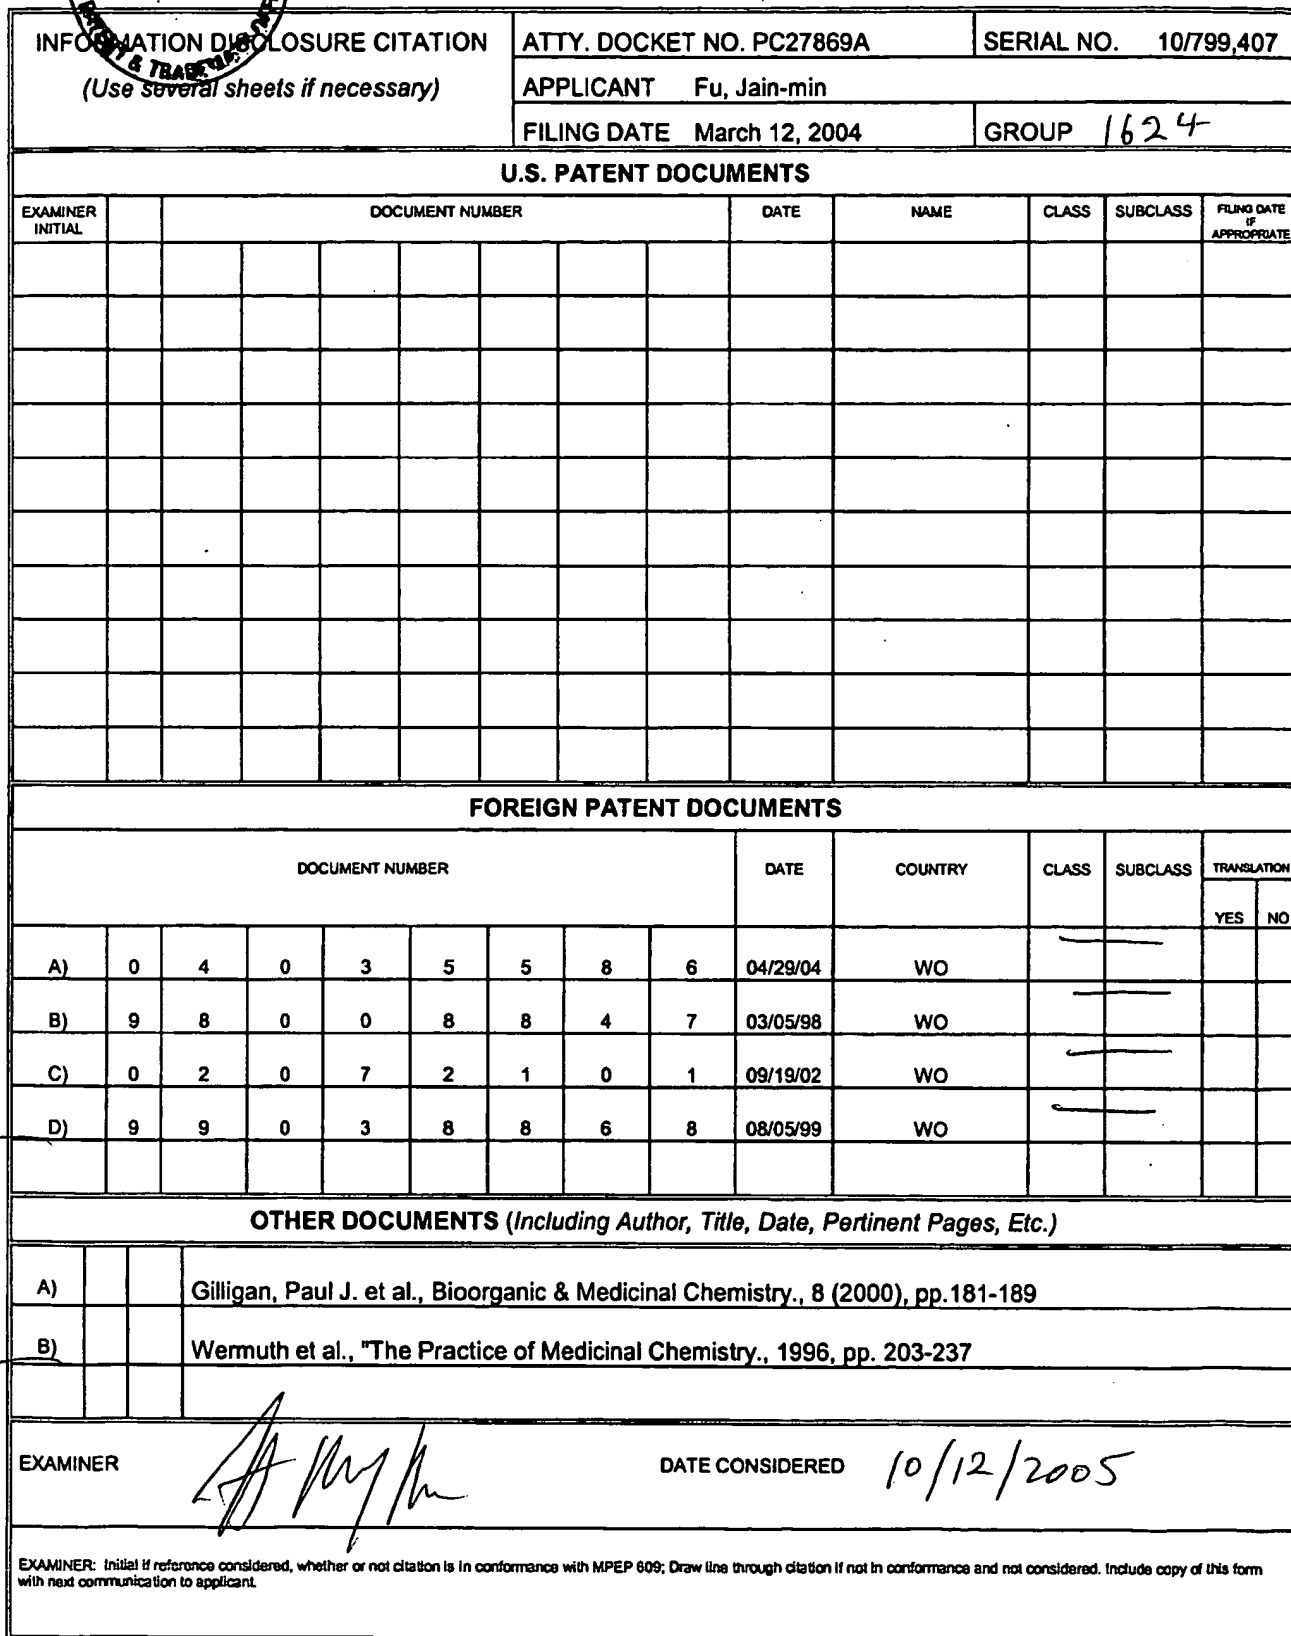 INFORMATION DISCLOSURE CITATION
(Use several sheets if necessary)
ATTY. DOCKET NO. PC27869A
SERIAL NO. 10/799,407
APPLICANT Fu, Jain-min
FILING DATE March 12, 2004
GROUP 1624
U.S. PATENT DOCUMENTS
EXAMINER INITIAL DOCUMENT NUMBER DATE NAME CLASS SUBCLASS FILING DATE IF APPROPRIATE
FOREIGN PATENT DOCUMENTS
DOCUMENT NUMBER DATE COUNTRY CLASS SUBCLASS TRANSLATION
YES NO
A) 0 4 0 3 5 5 8 6 04/29/04 WO
B) 9 8 0 0 8 8 4 7 03/05/98 WO
C) 0 2 0 7 2 1 0 1 09/19/02 WO
D) 9 9 0 3 8 8 6 8 08/05/99 WO
OTHER DOCUMENTS (Including Author, Title, Date, Pertinent Pages, Etc.)
A) Gilligan, Paul J. et al., Bioorganic & Medicinal Chemistry., 8 (2000), pp.181-189
B) Wermuth et al., "The Practice of Medicinal Chemistry., 1996, pp. 203-237
EXAMINER
DATE CONSIDERED 10/12/2005
EXAMINER: Initial if reference considered, whether or not citation is in conformance with MPEP 609; Draw line through citation if not in conformance and not considered. Include copy of this form
with next communication to applicant.